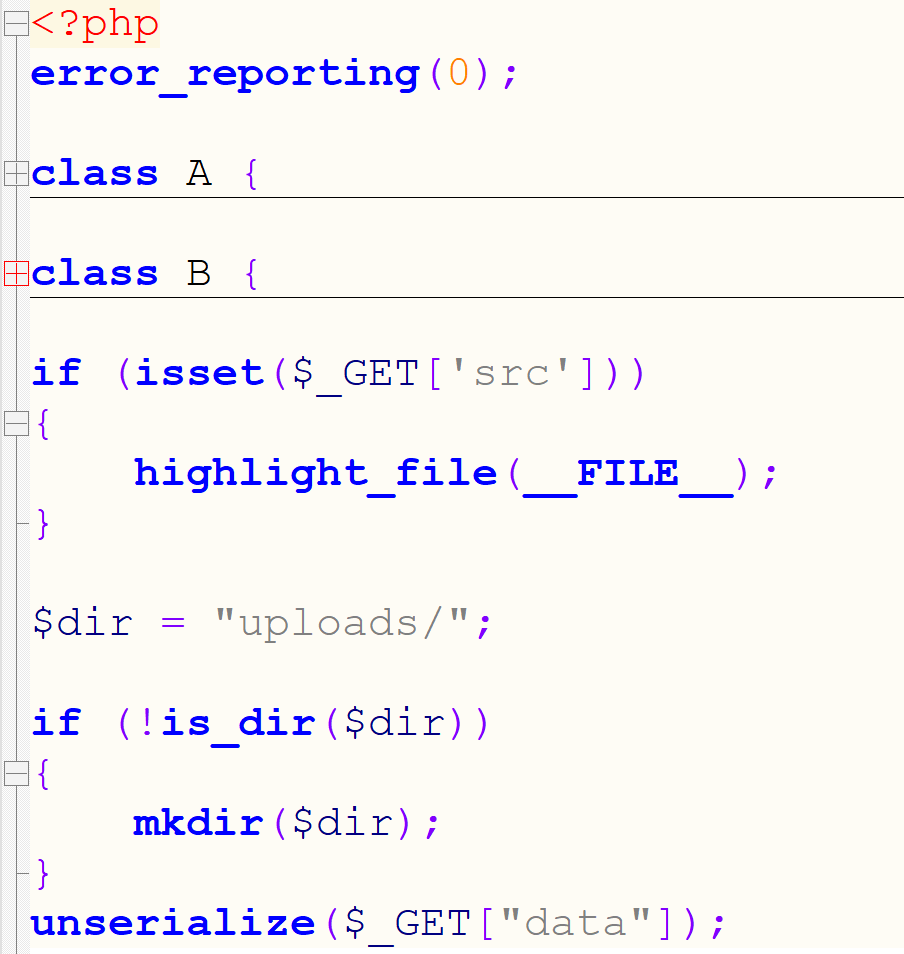 <?php
error_reporting(0);
class A {
class B {
if (isset($_GET['src']))
{
    highlight_file(__FILE__);
}
$dir = "uploads/";
if (!is_dir($dir))
{
    mkdir($dir);
}
unserialize($_GET["data"]);